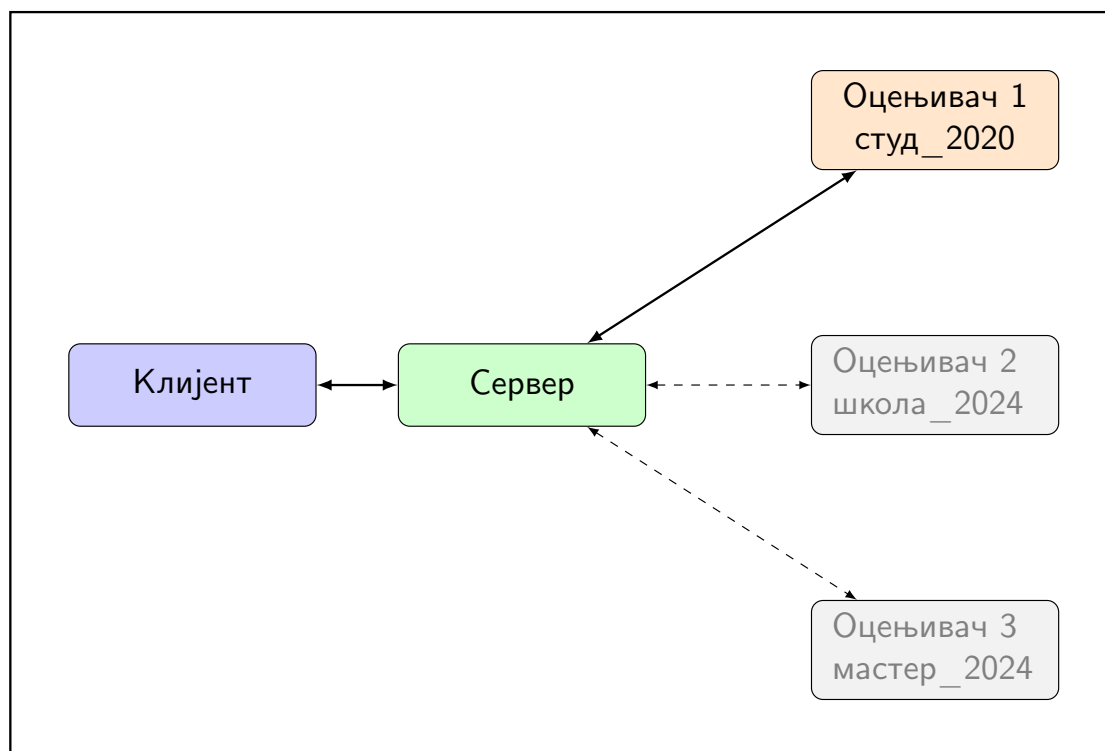 Оцењивач 1
студ_2020
Клијент
Сервер
Оцењивач 2
школа_2024
Оцењивач 3
мастер_2024